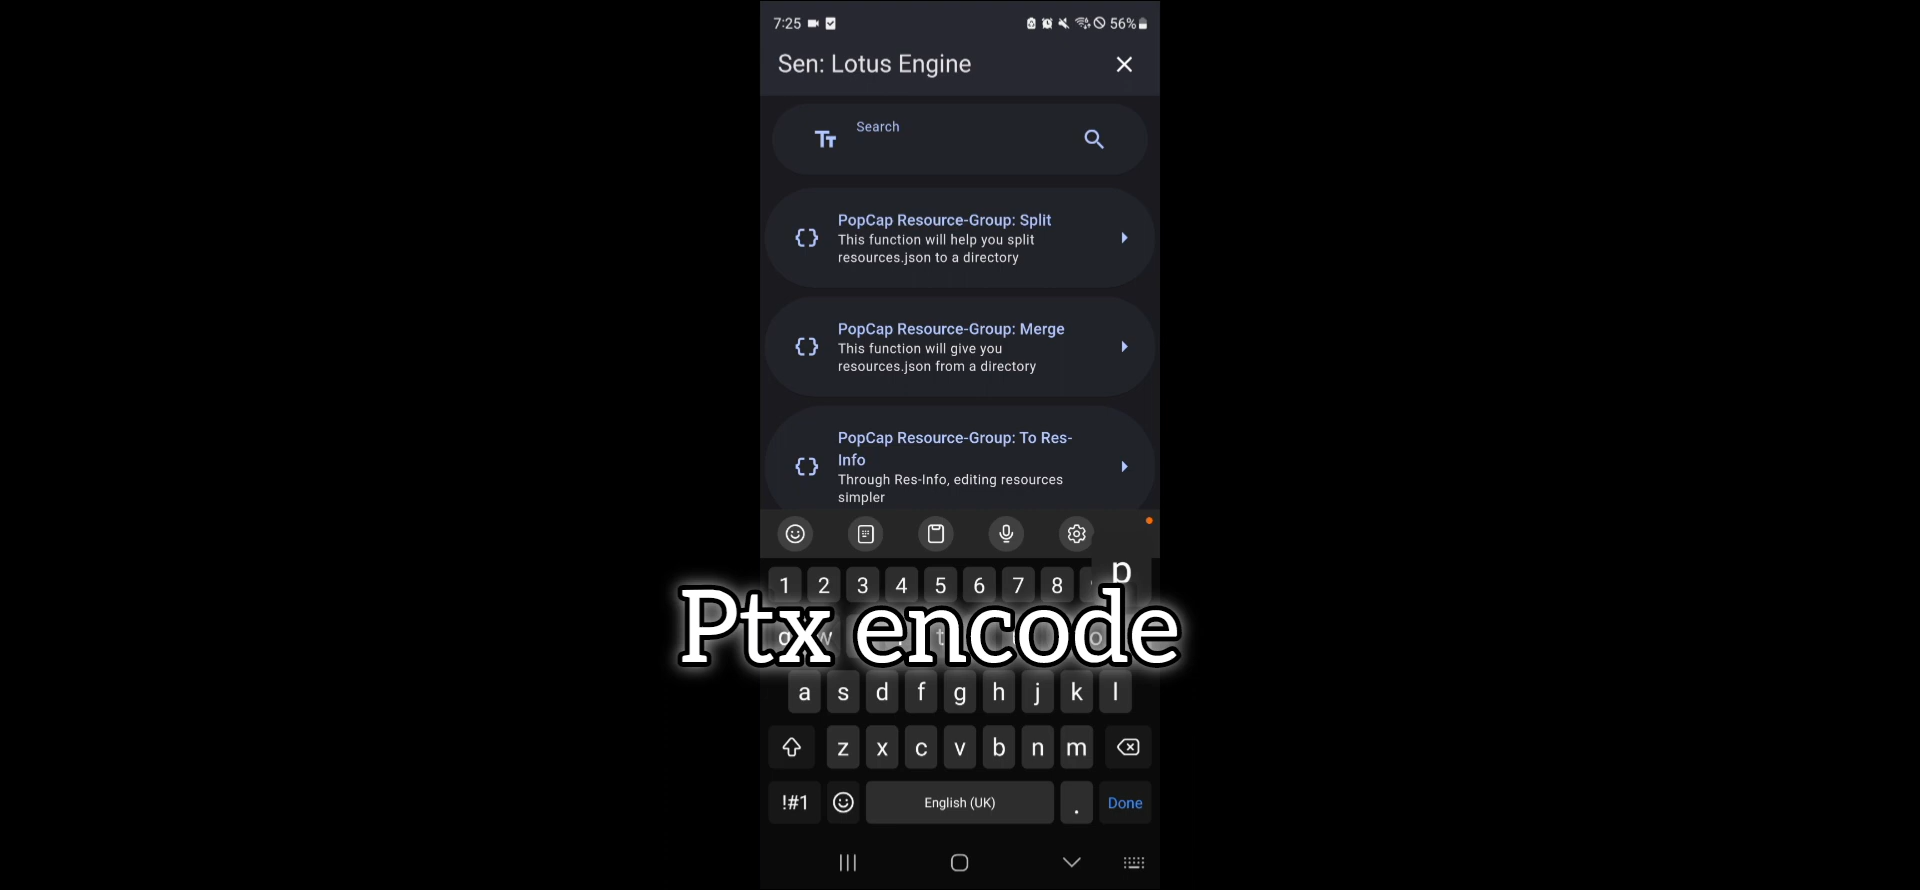 7:25 56%
Sen: Lotus Engine
Search
PopCap Resource-Group: Split
This function will help you split
resources.json to a directory
PopCap Resource-Group: Merge
This function will give you
resources.json from a directory
PopCap Resource-Group: To Res-
Info
Through Res-Info, editing resources
simpler
p
1 2 3 4 5 6 7 8
Ptx encode
q w t o
a s d f g h j k l
z x c v b n m
!#1 English (UK) . Done